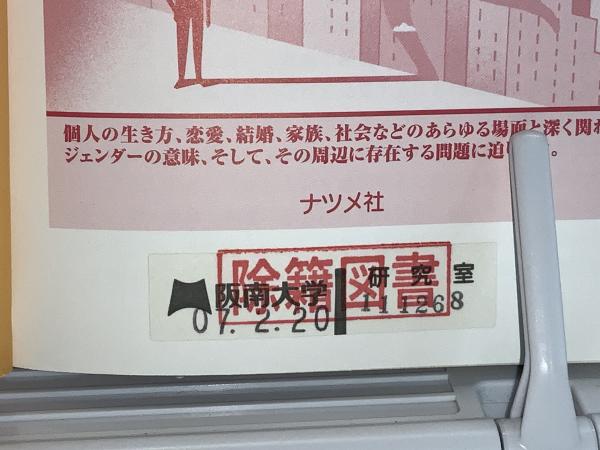 個人の生き方、恋愛、結婚、家族、社会などのあらゆる場面と深く関わ
ジェンダーの意味、そして、その周辺に存在する問題に迫
ナツメ社
除籍図書
阪南大学
研究室
07.2.20
111268